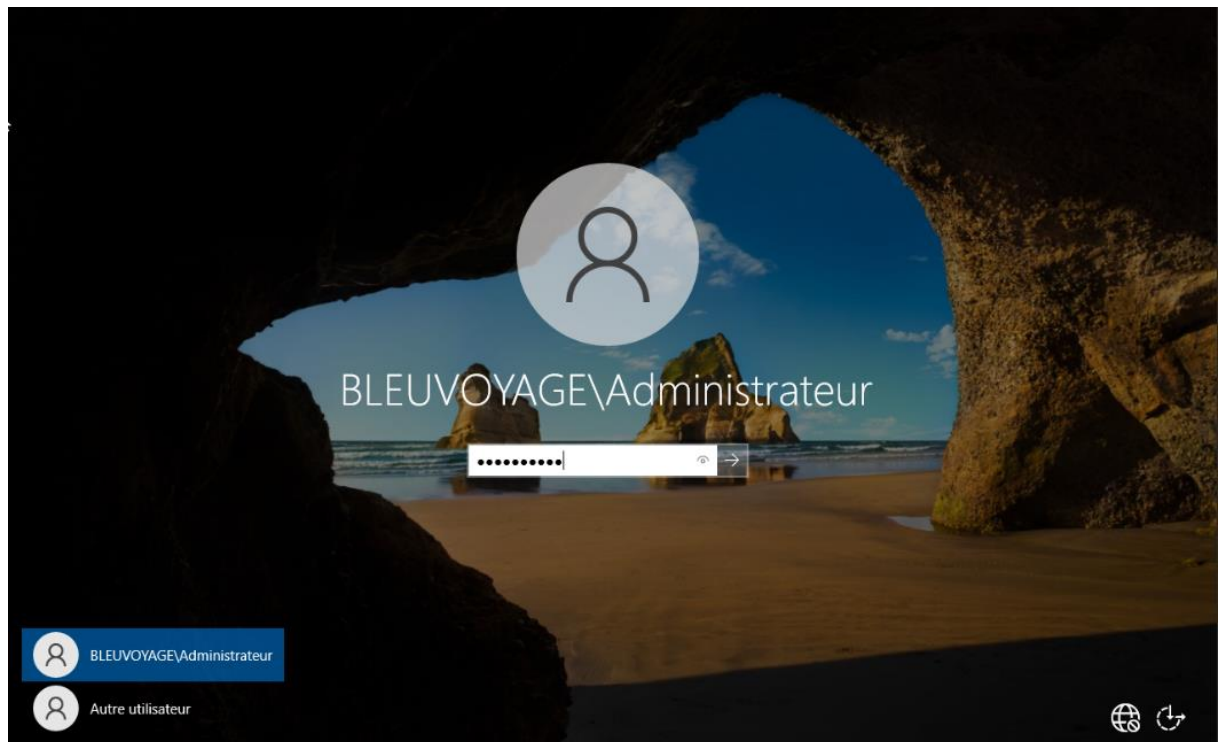 BLEUVOYAGE\Administrateur
••••••••••
BLEUVOYAGE\Administrateur
Autre utilisateur